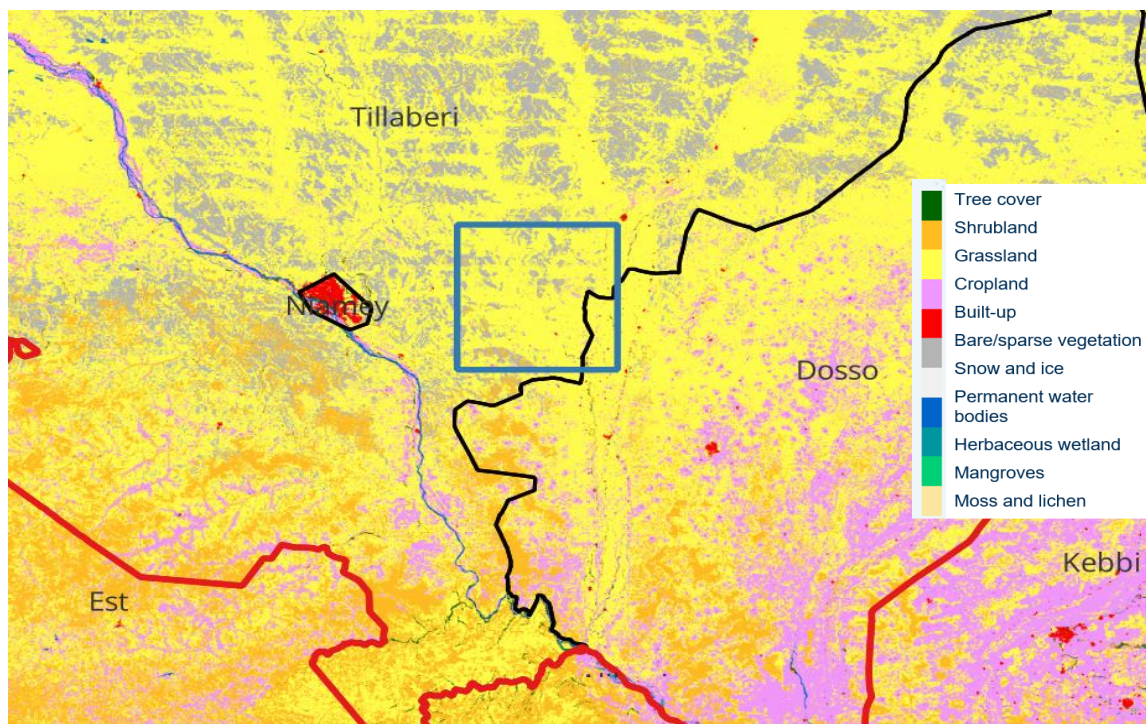 Tillaberi
Niamey
Dosso
Est
Kebbi
Tree cover
Shrubland
Grassland
Cropland
Built-up
Bare/sparse vegetation
Snow and ice
Permanent water
bodies
Herbaceous wetland
Mangroves
Moss and lichen